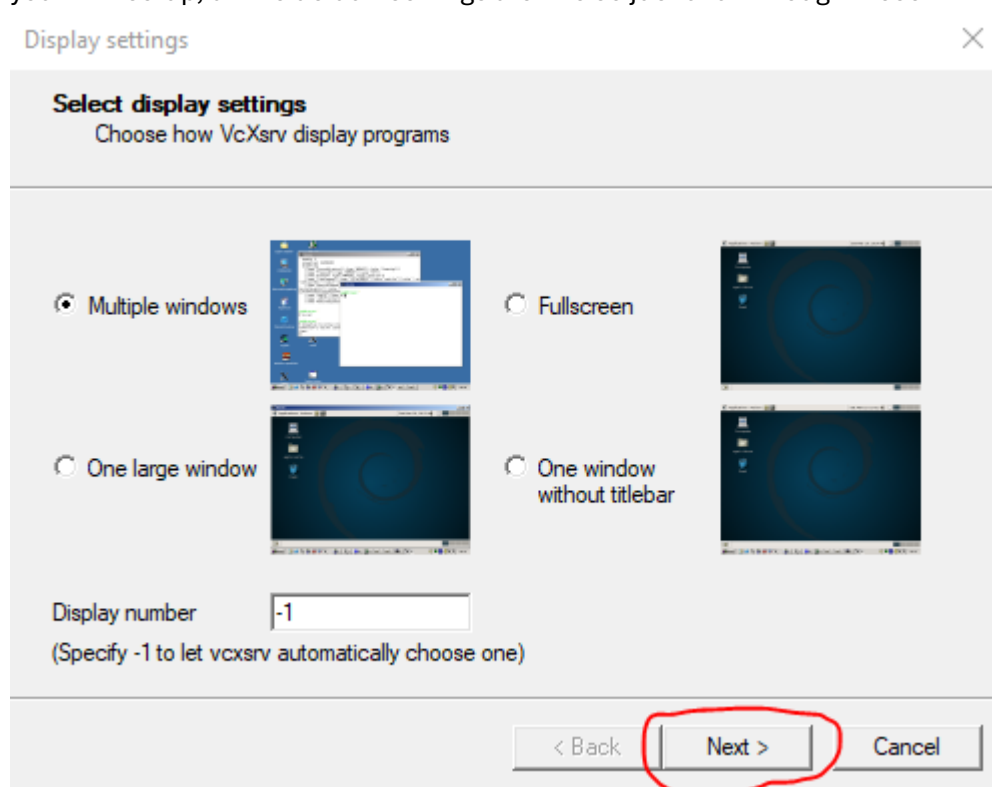 Display settings
Select display settings
Choose how VcXsrv display programs
Multiple windows
Fullscreen
One large window
One window
without titlebar
Display number
-1
(Specify -1 to let vcxsrv automatically choose one)
< Back
Next >
Cancel